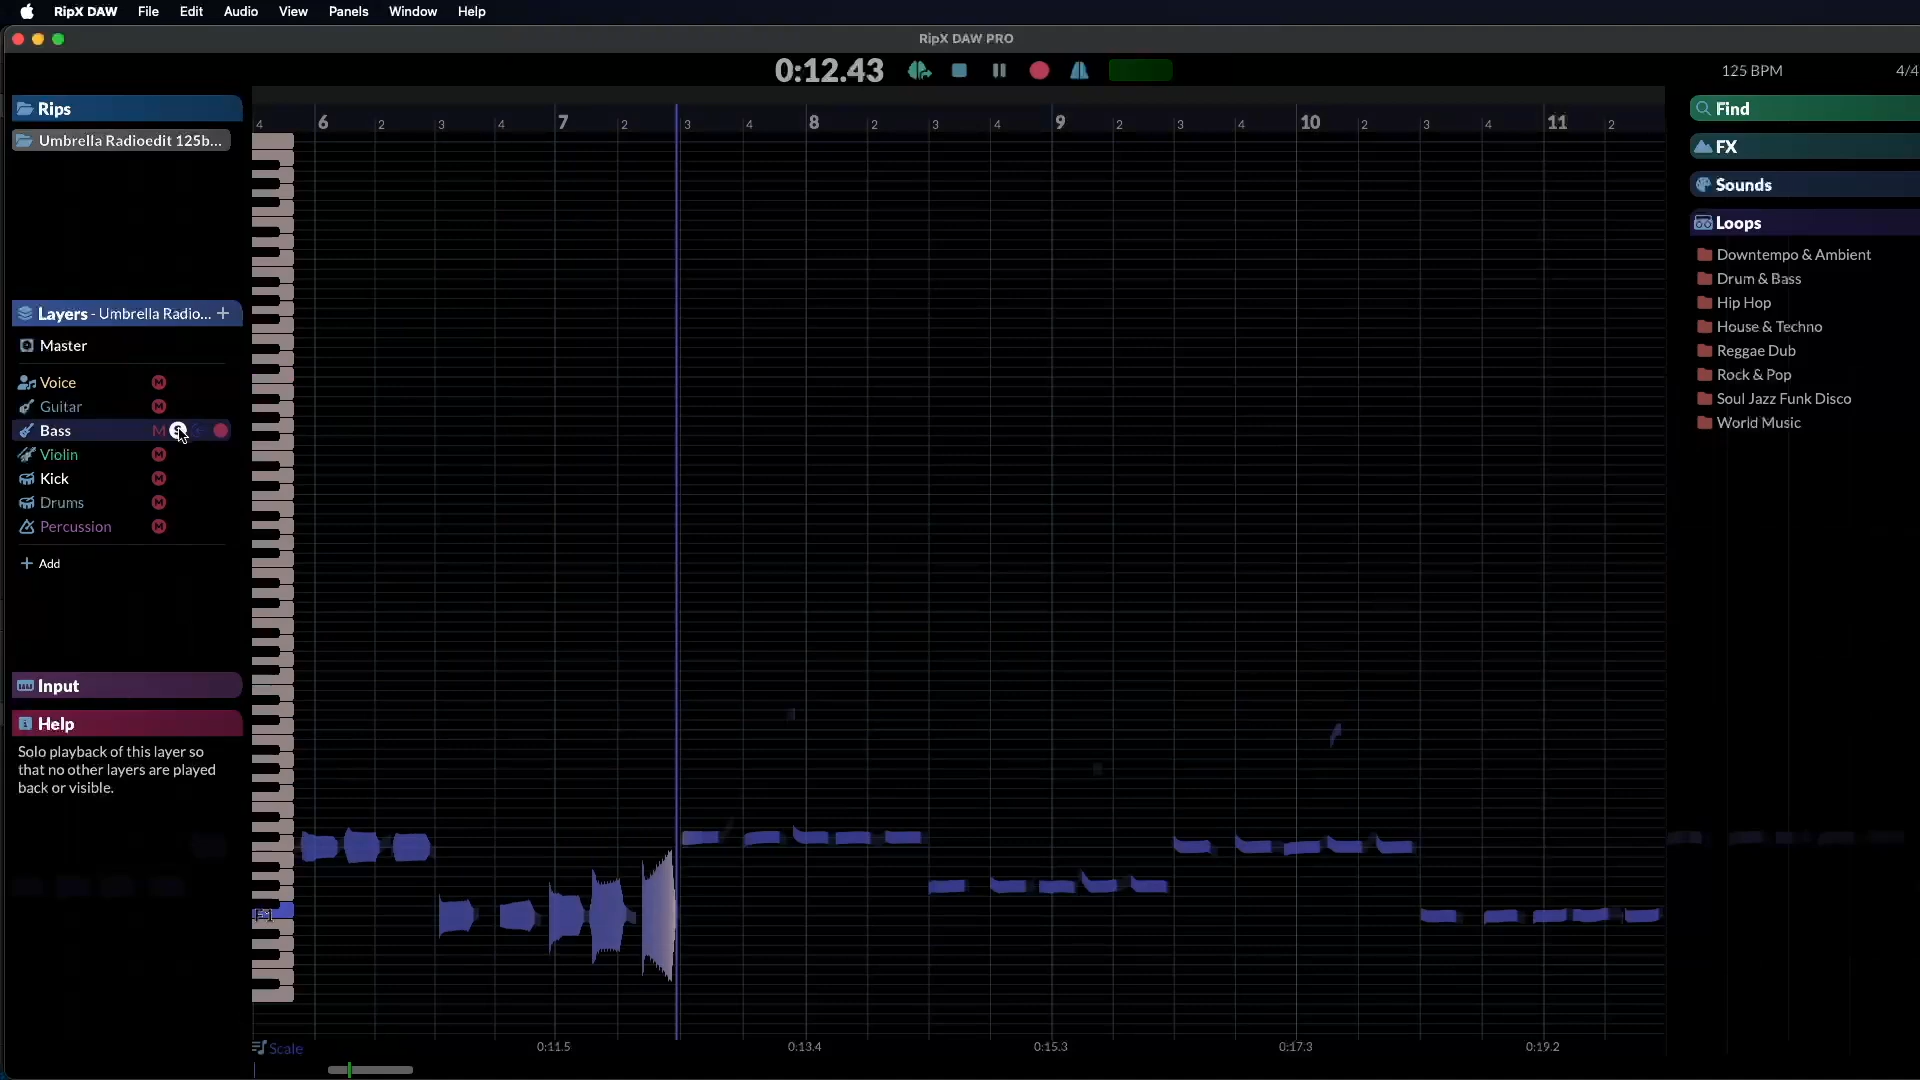 RipX DAW File Edit Audio View Panels Window Help
RipX DAW PRO
0:12.43
125 BPM
4/4
Rips
Umbrella Radioedit 125b...
4 6 2 3 4 7 2 3 4 8 2 3 4 9 2 3 4 10 2 3 4 11 2
Find
FX
Sounds
Loops
Downtempo & Ambient
Drum & Bass
Hip Hop
House & Techno
Reggae Dub
Rock & Pop
Soul Jazz Funk Disco
World Music
Layers - Umbrella Radio... +
Master
Voice M
Guitar M
Bass M S
Violin M
Kick M
Drums M
Percussion M
+ Add
Input
Help
Solo playback of this layer so
that no other layers are played
back or visible.
Scale
0:11.5 0:13.4 0:15.3 0:17.3 0:19.2